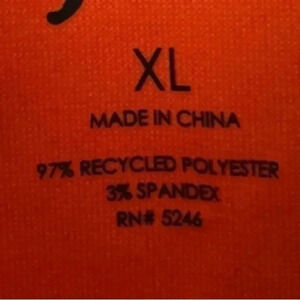 XL
MADE IN CHINA
97% RECYCLED POLYESTER
3% SPANDEX
RN# 5246